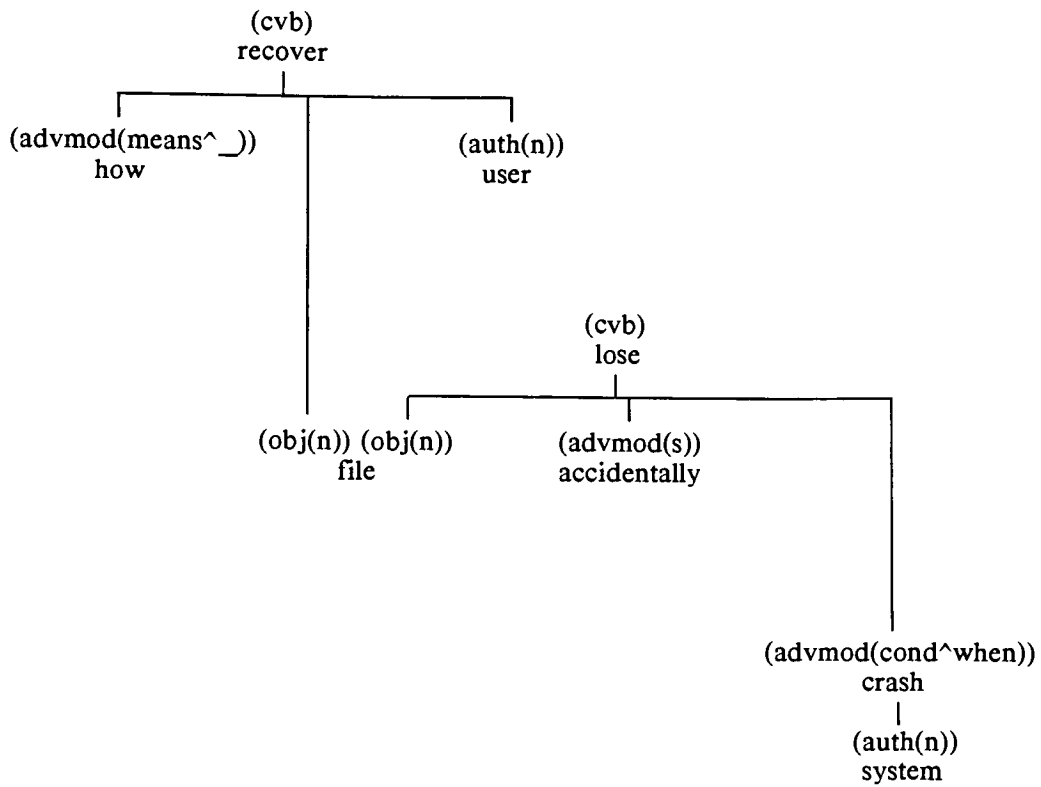 (cvb)
recover
(advmod(means^_))
how
(auth(n))
user
(cvb)
lose
(obj(n)) (obj(n))
file
(advmod(s))
accidentally
(advmod(cond^when))
crash
(auth(n))
system